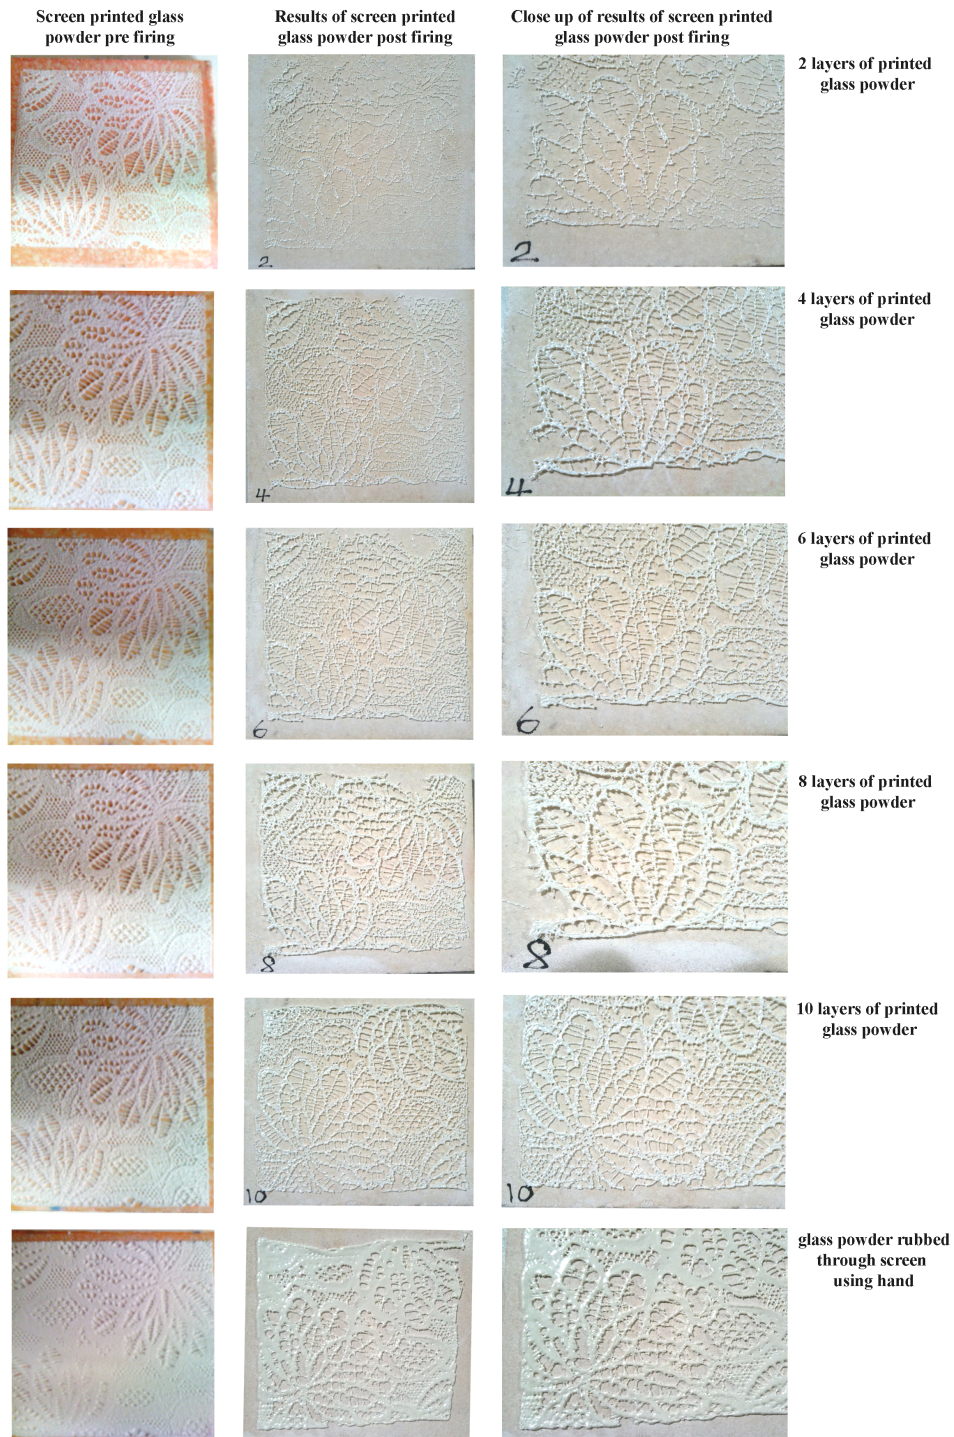 Screen printed glass
powder pre firing
Results of screen printed
glass powder post firing
Close up of results of screen printed
glass powder post firing
2 layers of printed
glass powder
2
2
4 layers of printed
glass powder
4
4
6 layers of printed
glass powder
6
6
8 layers of printed
glass powder
8
8
10 layers of printed
glass powder
10
10
glass powder rubbed
through screen
using hand